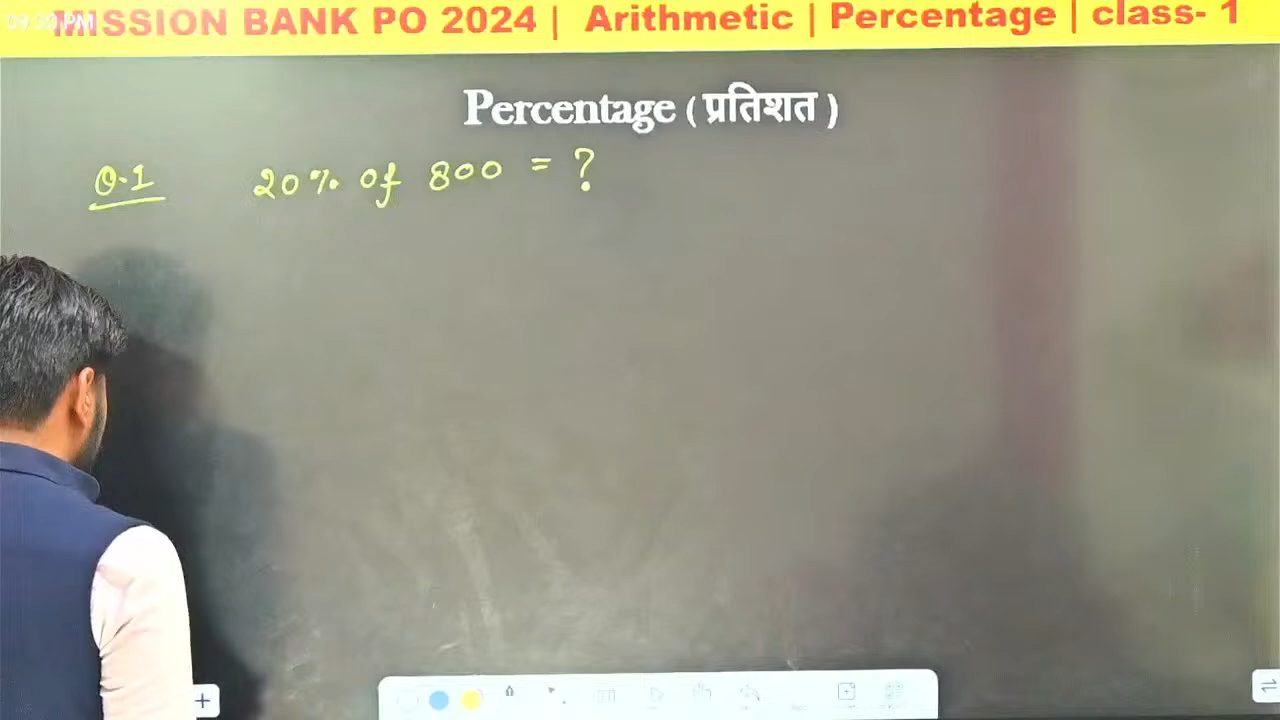 MISSION BANK PO 2024 | Arithmetic | Percentage | class- 1
Percentage ( प्रतिशत )
Q.1 20% of 800 = ?